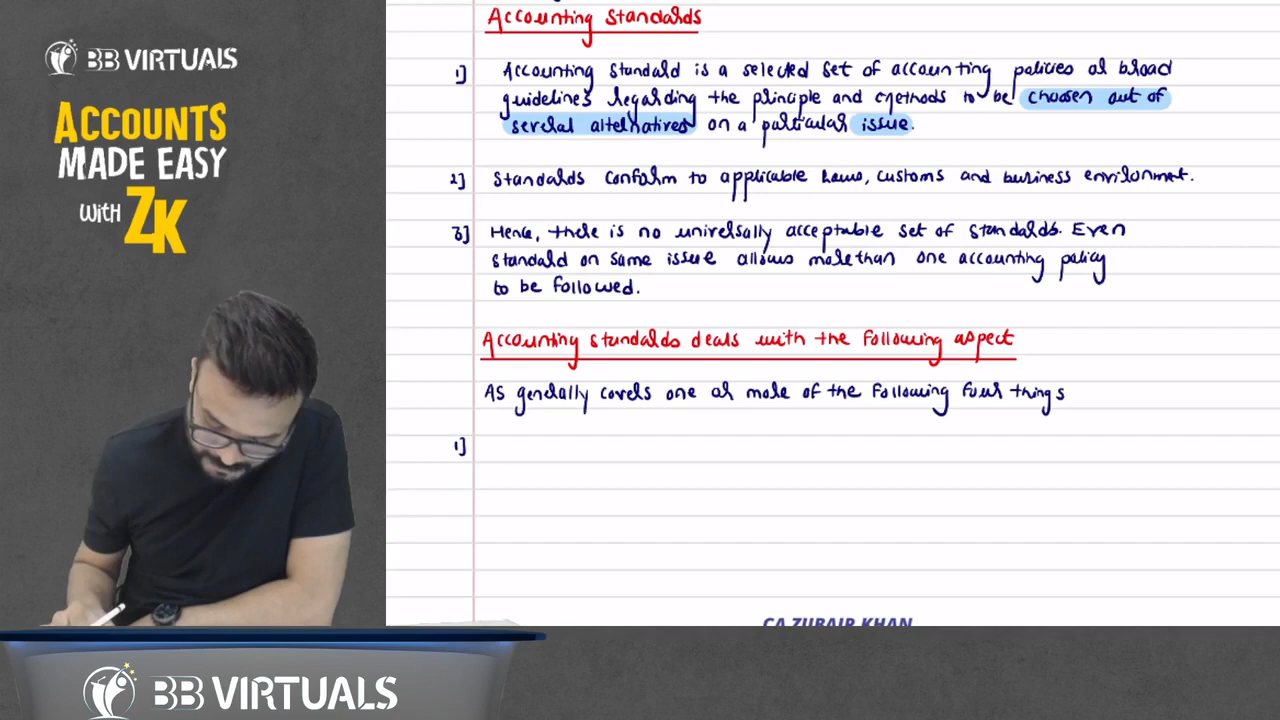 BB VIRTUALS
ACCOUNTS
MADE EASY
WITH ZK
Accounting Standards
1] Accounting Standard is a selected set of accounting policies or broad
guidelines regarding the principle and methods to be choosen out of
several alternatives on a particular issue.
2] Standards conform to applicable laws, customs and business environment.
3] Hence, there is no universally acceptable set of standards. Even
standard on same issue allows more than one accounting policy
to be followed.
Accounting standards deals with the following aspect
AS generally covers one or more of the following four things
1]
CA ZUBAIR KHAN
BB VIRTUALS